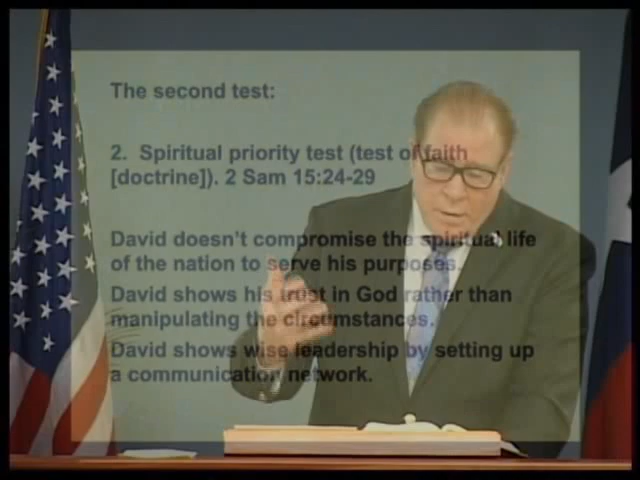 The second test:
2. Spiritual priority test (test of faith
[doctrine]). 2 Sam 15:24-29
David doesn't compromise the spiritual life
of the nation to serve his purposes.
David shows his trust in God rather than
manipulating the circumstances.
David shows wise leadership by setting up
a communication network.